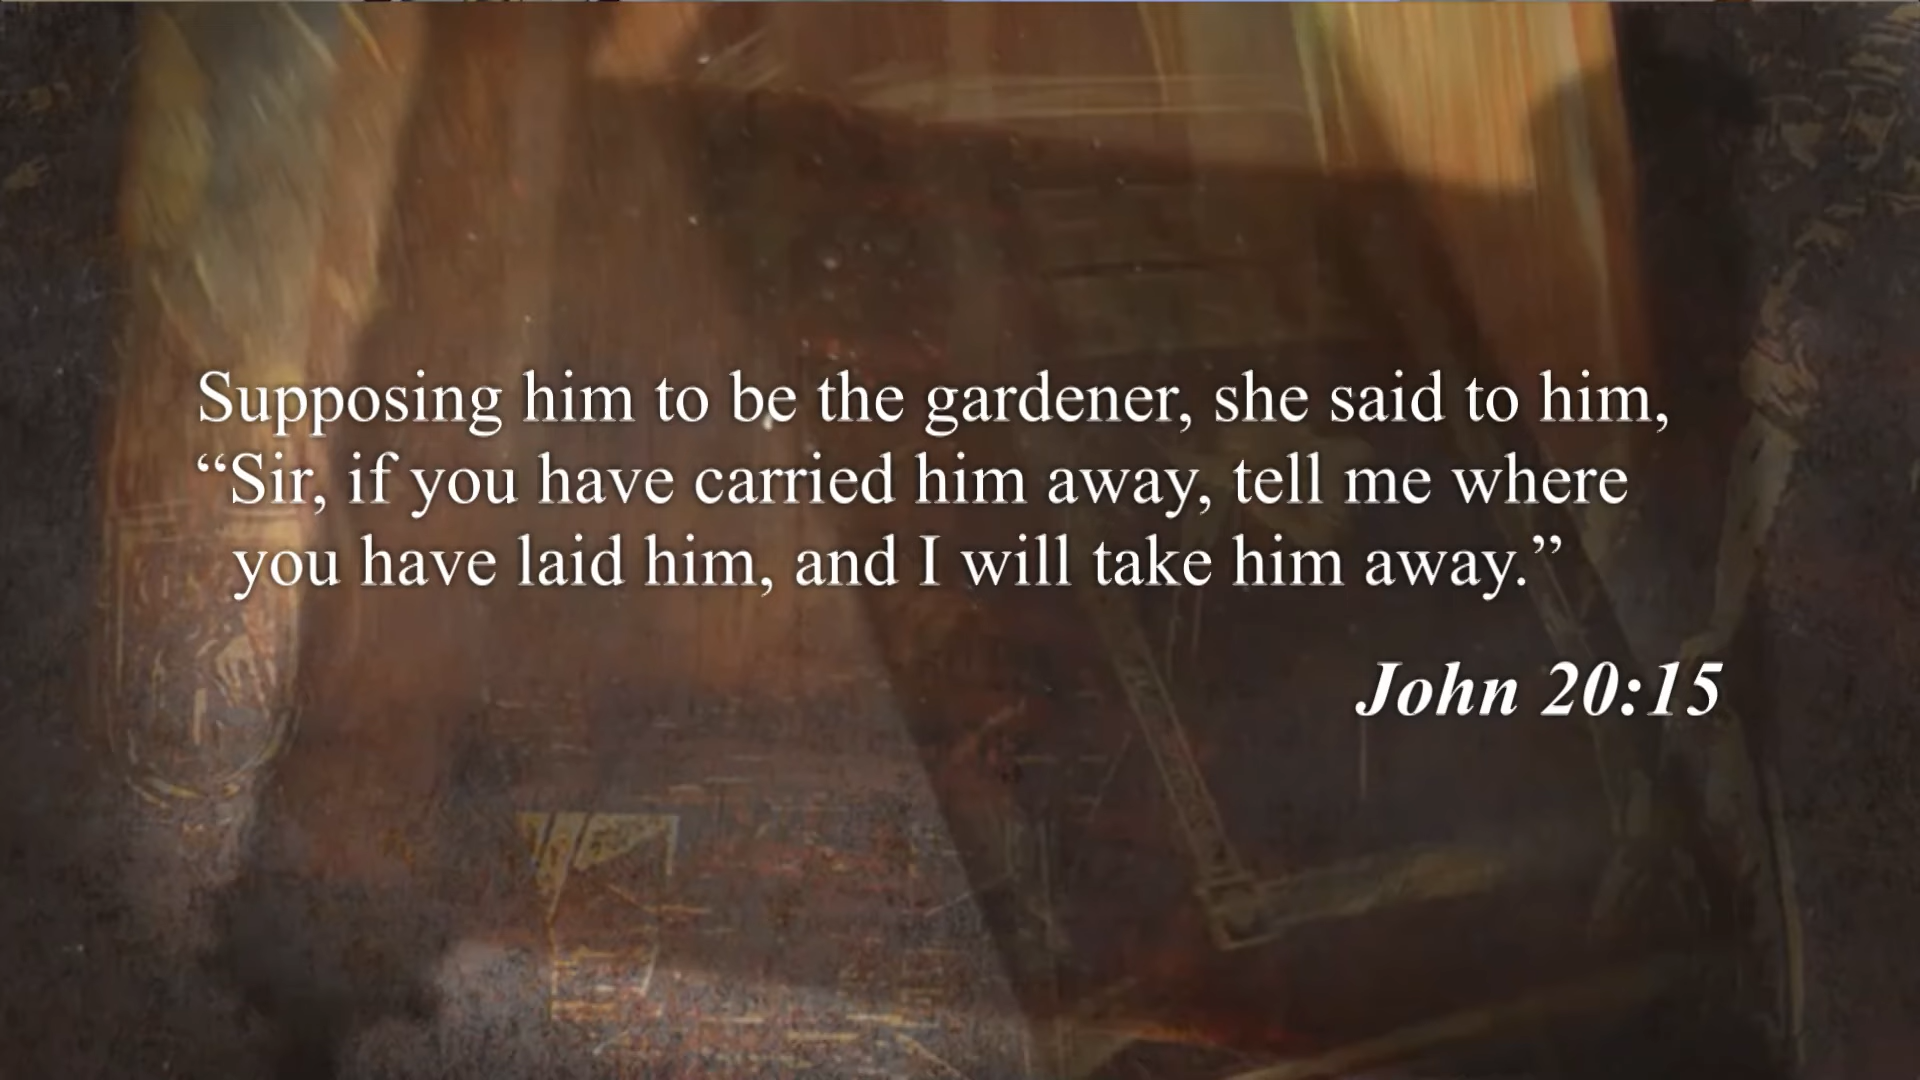 Supposing him to be the gardener, she said to him,
“Sir, if you have carried him away, tell me where
you have laid him, and I will take him away.”
John 20:15